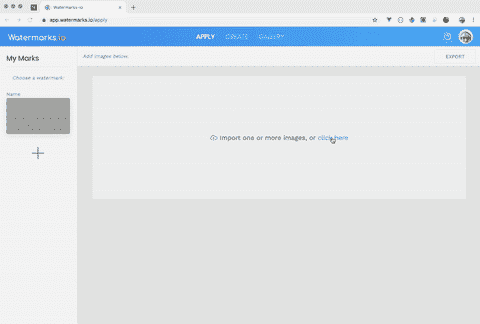 Watermarks-io
app.watermarks.io/apply
Watermarks.io
APPLY CREATE GALLERY
My Marks
Add images below.
EXPORT
Choose a watermark:
Name
Import one or more images, or click here